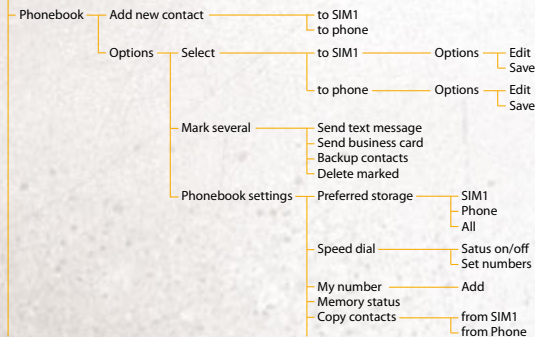 Phonebook Add new contact to SIM1
to phone
Options Select to SIM1 Options Edit
Save
to phone Options Edit
Save
Mark several Send text message
Send business card
Backup contacts
Delete marked
Phonebook settings Preferred storage SIM1
Phone
All
Speed dial Satus on/off
Set numbers
My number Add
Memory status
Copy contacts from SIM1
from Phone